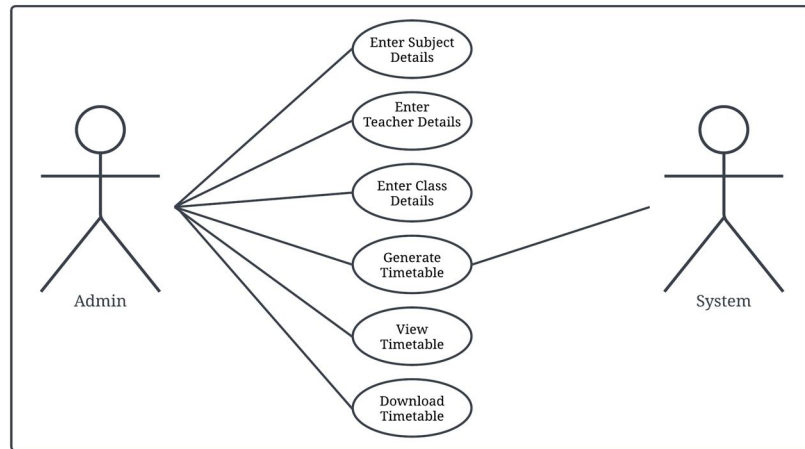 Enter Subject
Details
Enter
Teacher Details
Enter Class
Details
Generate
Timetable
View
Timetable
Download
Timetable
Admin
System